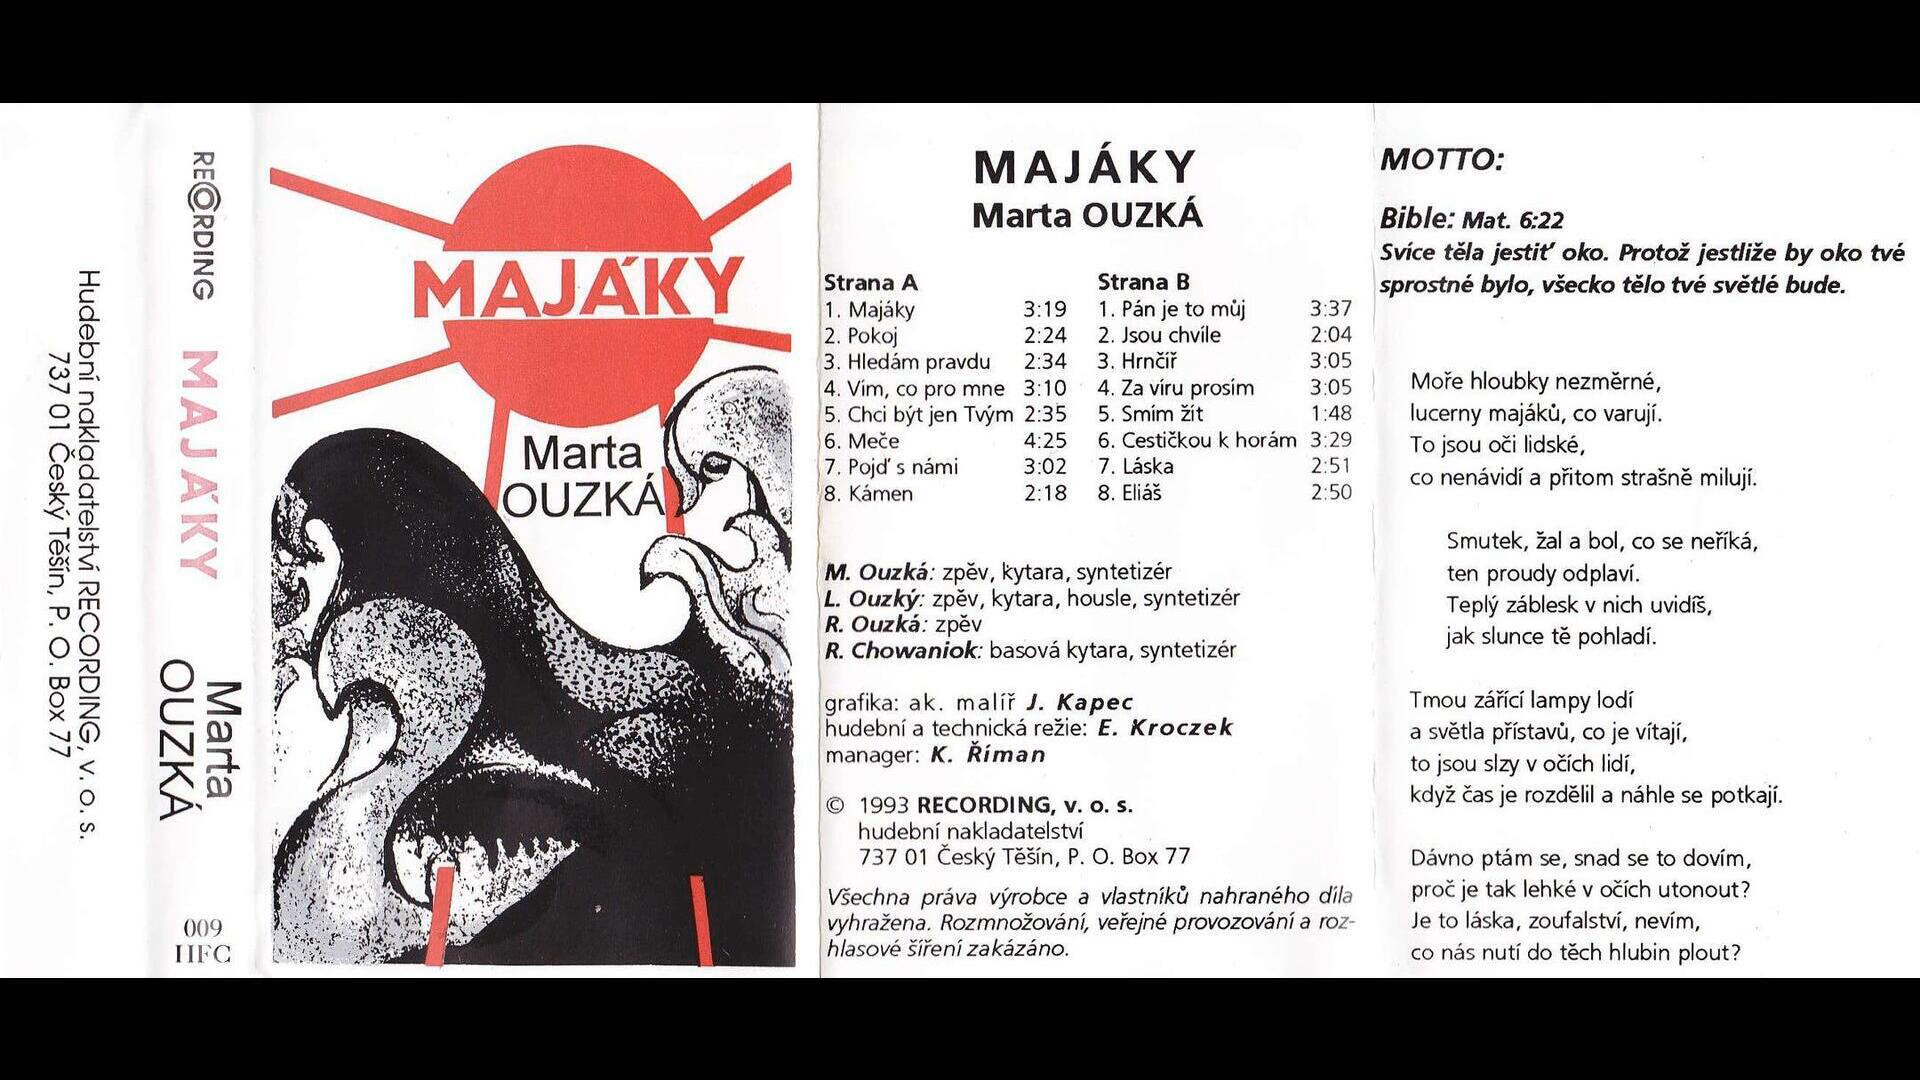 Hudební nakladatelství RECORDING, v. o. s.
737 01 Český Těšín, P. O. Box 77
RECORDING
MAJÁKY
Marta
OUZKÁ
009
HFC
MAJÁKY
Marta
OUZKÁ
MAJÁKY
Marta OUZKÁ
Strana A
1. Majáky 3:19
2. Pokoj 2:24
3. Hledám pravdu 2:34
4. Vím, co pro mne 3:10
5. Chci být jen Tvým 2:35
6. Meče 4:25
7. Pojď s námi 3:02
8. Kámen 2:18
Strana B
1. Pán je to můj 3:37
2. Jsou chvíle 2:04
3. Hrnčíř 3:05
4. Za víru prosím 3:05
5. Smím žít 1:48
6. Cestičkou k horám 3:29
7. Láska 2:51
8. Eliáš 2:50
M. Ouzká: zpěv, kytara, syntetizér
L. Ouzký: zpěv, kytara, housle, syntetizér
R. Ouzká: zpěv
R. Chowaniok: basová kytara, syntetizér
grafika: ak. malíř J. Kapec
hudební a technická režie: E. Kroczek
manager: K. Říman
© 1993 RECORDING, v. o. s.
hudební nakladatelství
737 01 Český Těšín, P. O. Box 77
Všechna práva výrobce a vlastníků nahraného díla
vyhražena. Rozmnožování, veřejné provozování a roz-
hlasové šíření zakázáno.
MOTTO:
Bible: Mat. 6:22
Svíce těla jestiť oko. Protož jestliže by oko tvé
sprostné bylo, všecko tělo tvé světlé bude.
Moře hloubky nezměrné,
lucerny majáků, co varují.
To jsou oči lidské,
co nenávidí a přitom strašně milují.
Smutek, žal a bol, co se neříká,
ten proudy odplaví.
Teplý záblesk v nich uvidíš,
jak slunce tě pohladí.
Tmou zářící lampy lodí
a světla přístavů, co je vítají,
to jsou slzy v očích lidí,
když čas je rozdělil a náhle se potkají.
Dávno ptám se, snad se to dovím,
proč je tak lehké v očích utonout?
Je to láska, zoufalství, nevím,
co nás nutí do těch hlubin plout?